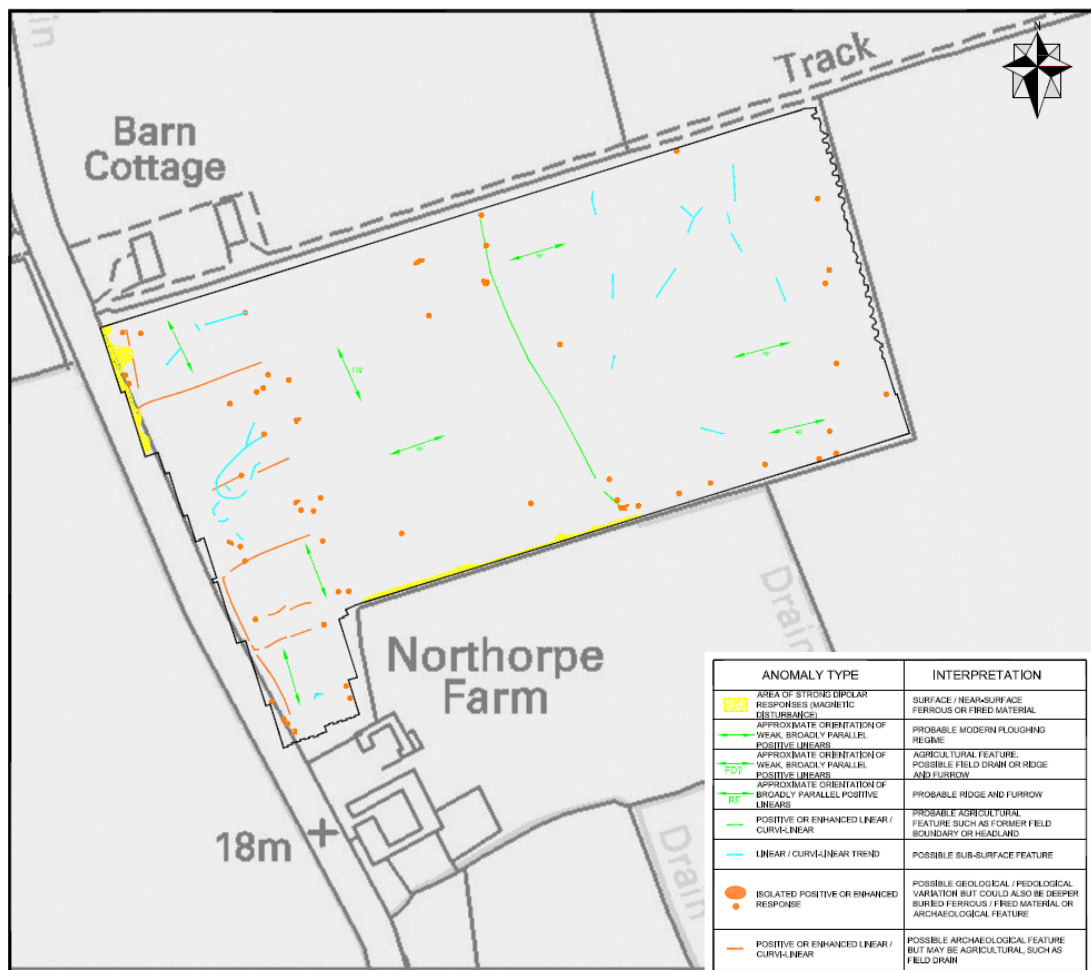 N
Track
Barn
Cottage
RF
FD?
RF
RF
RF
Northorpe
Farm
Drain
18m
Drain
ANOMALY TYPE INTERPRETATION
AREA OF STRONG DIPOLAR
RESPONSES (MAGNETIC
DISTURBANCE)
SURFACE / NEAR-SURFACE
FERROUS OR FIRED MATERIAL
APPROXIMATE ORIENTATION OF
WEAK, BROADLY PARALLEL
POSITIVE LINEARS
PROBABLE MODERN PLOUGHING
REGIME
FD?
APPROXIMATE ORIENTATION OF
WEAK, BROADLY PARALLEL
POSITIVE LINEARS
AGRICULTURAL FEATURE,
POSSIBLE FIELD DRAIN OR RIDGE
AND FURROW
RF
APPROXIMATE ORIENTATION OF
BROADLY PARALLEL POSITIVE
LINEARS
PROBABLE RIDGE AND FURROW
POSITIVE OR ENHANCED LINEAR /
CURVI-LINEAR
PROBABLE AGRICULTURAL
FEATURE SUCH AS FORMER FIELD
BOUNDARY OR HEADLAND
LINEAR / CURVI-LINEAR TREND
POSSIBLE SUB-SURFACE FEATURE
ISOLATED POSITIVE OR ENHANCED
RESPONSE
POSSIBLE GEOLOGICAL / PEDOLOGICAL
VARIATION BUT COULD ALSO BE DEEPER
BURIED FERROUS / FIRED MATERIAL OR
ARCHAEOLOGICAL FEATURE
POSITIVE OR ENHANCED LINEAR /
CURVI-LINEAR
POSSIBLE ARCHAEOLOGICAL FEATURE
BUT MAY BE AGRICULTURAL, SUCH AS
FIELD DRAIN